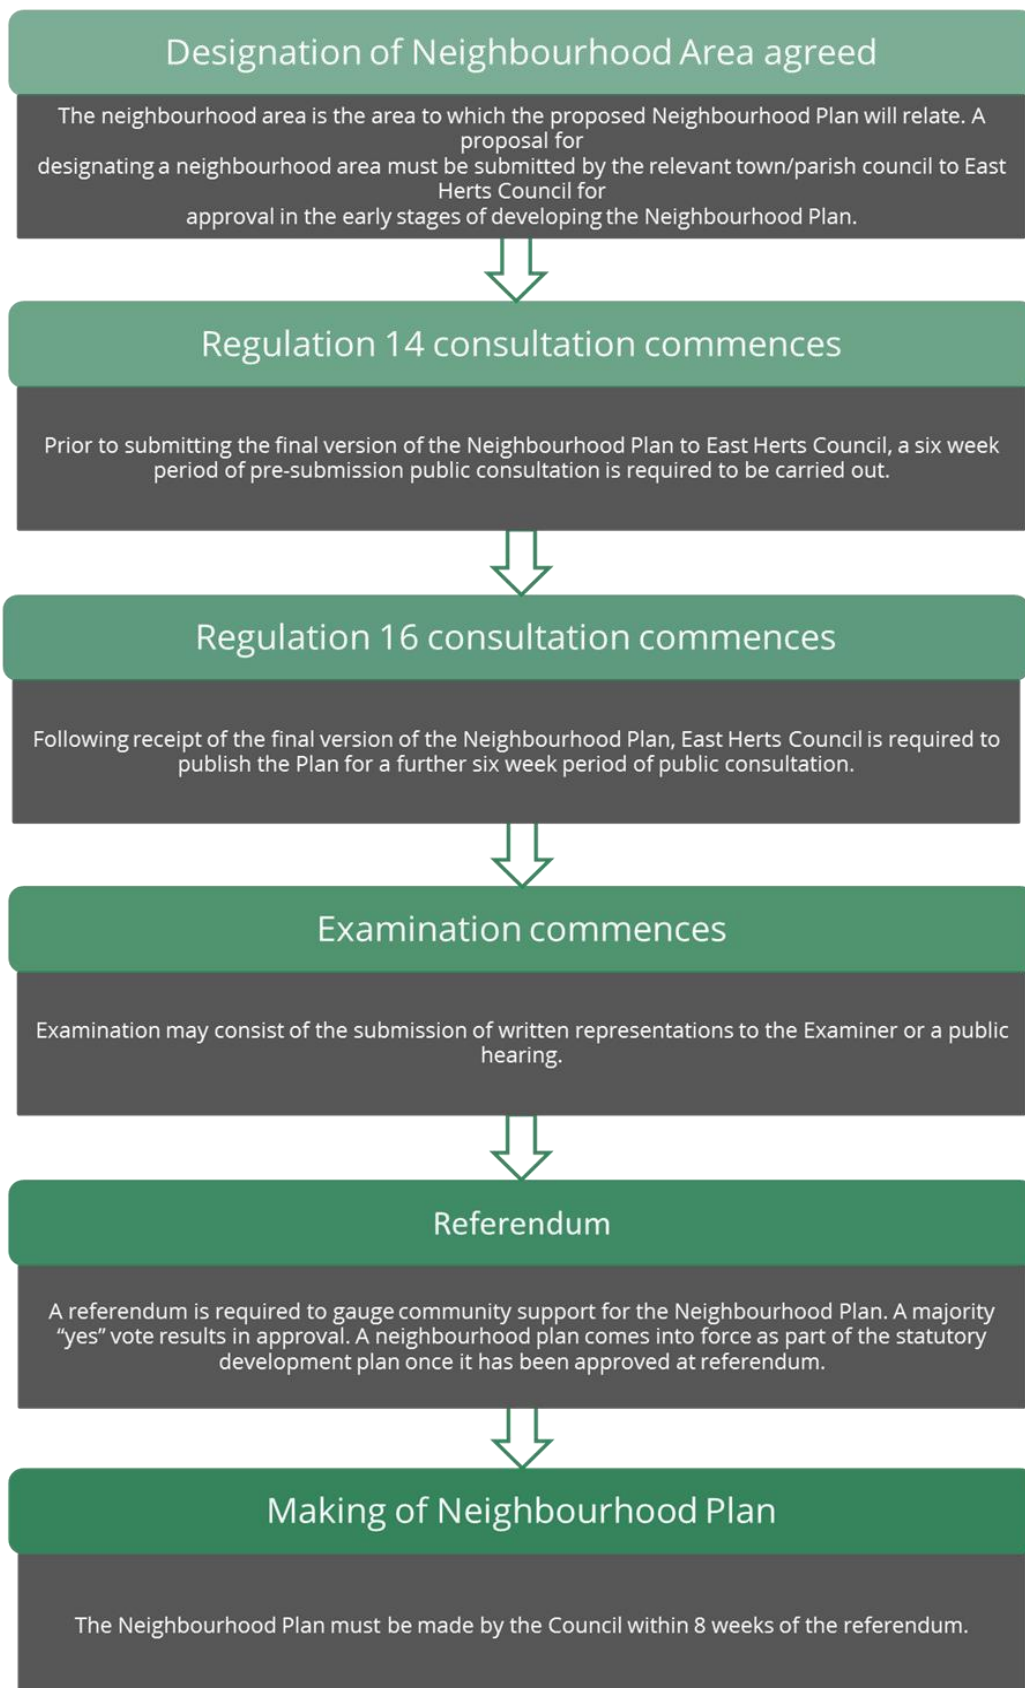 Designation of Neighbourhood Area agreed
The neighbourhood area is the area to which the proposed Neighbourhood Plan will relate. A
proposal for
designating a neighbourhood area must be submitted by the relevant town/parish council to East
Herts Council for
approval in the early stages of developing the Neighbourhood Plan.
Regulation 14 consultation commences
Prior to submitting the final version of the Neighbourhood Plan to East Herts Council, a six week
period of pre-submission public consultation is required to be carried out.
Regulation 16 consultation commences
Following receipt of the final version of the Neighbourhood Plan, East Herts Council is required to
publish the Plan for a further six week period of public consultation.
Examination commences
Examination may consist of the submission of written representations to the Examiner or a public
hearing.
Referendum
A referendum is required to gauge community support for the Neighbourhood Plan. A majority
“yes” vote results in approval. A neighbourhood plan comes into force as part of the statutory
development plan once it has been approved at referendum.
Making of Neighbourhood Plan
The Neighbourhood Plan must be made by the Council within 8 weeks of the referendum.